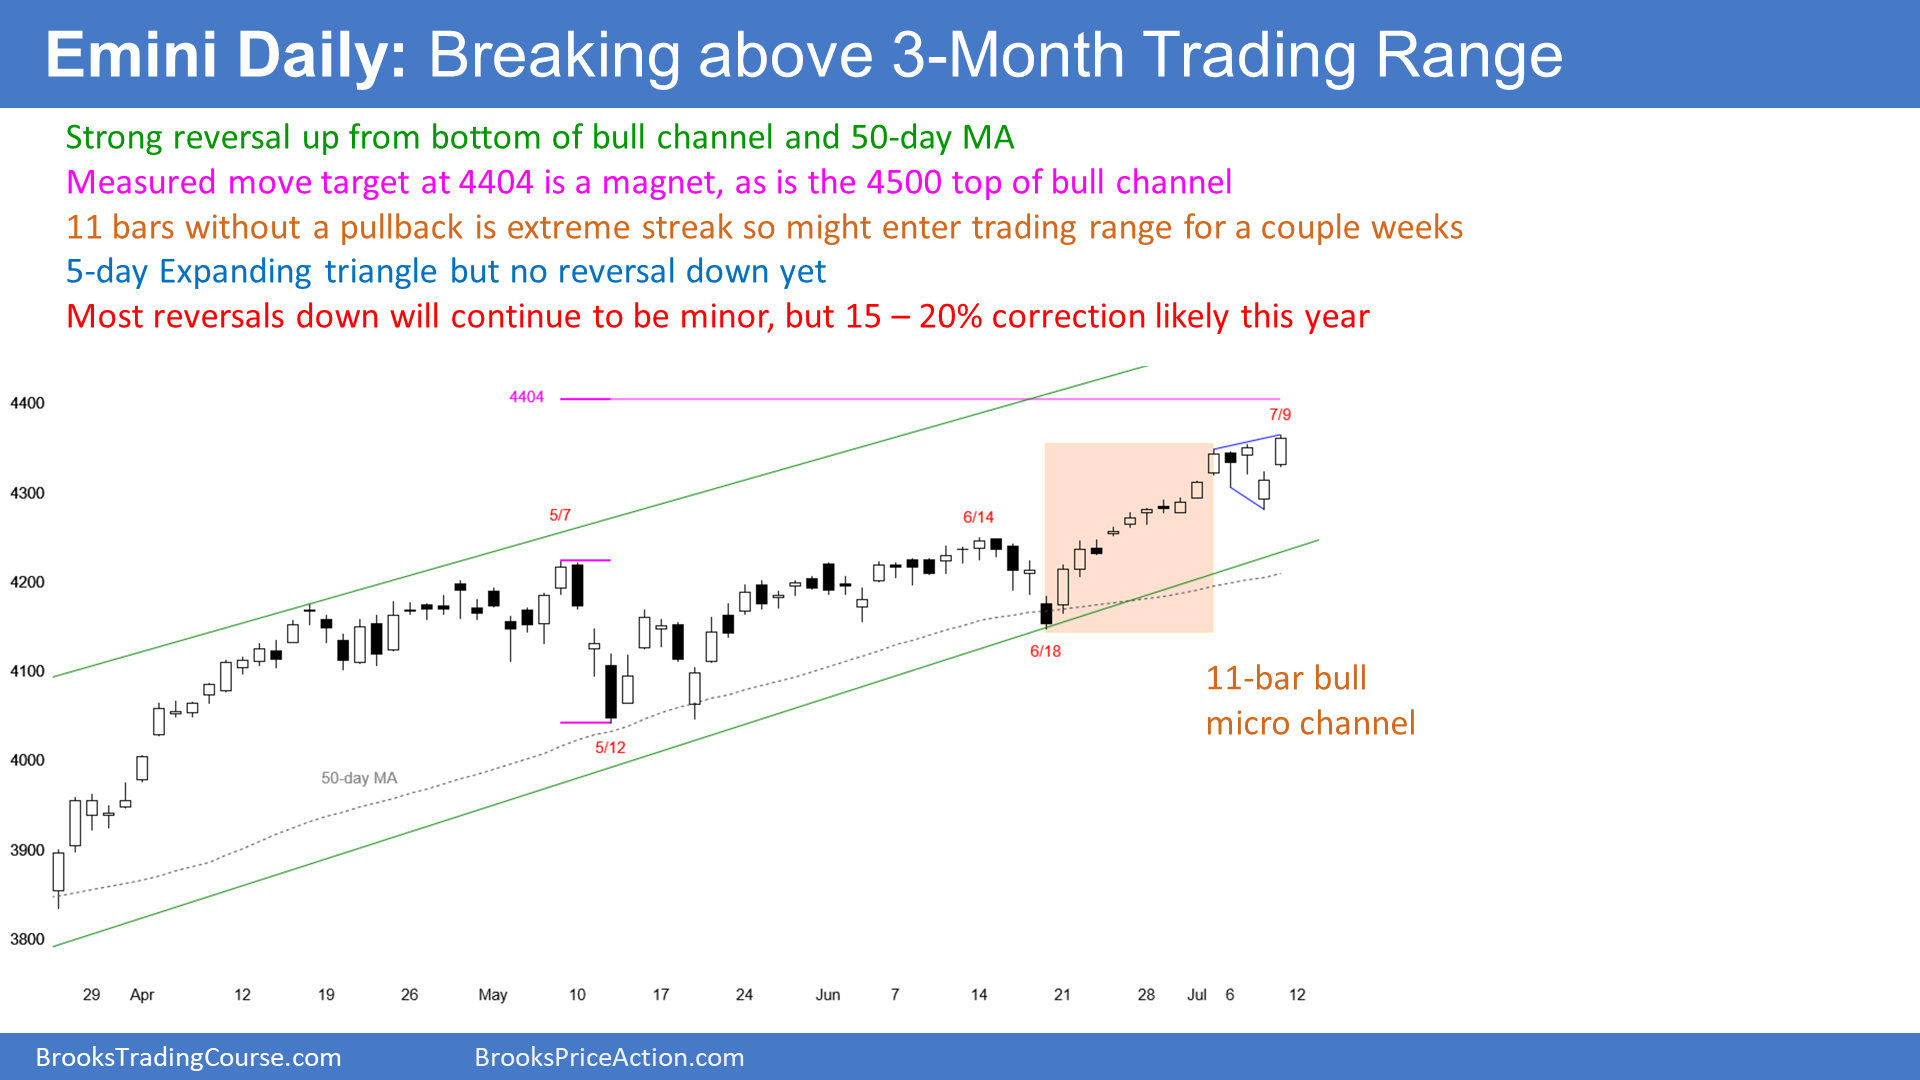 Emini Daily: Breaking above 3-Month Trading Range
Strong reversal up from bottom of bull channel and 50-day MA
Measured move target at 4404 is a magnet, as is the 4500 top of bull channel
11 bars without a pullback is extreme streak so might enter trading range for a couple weeks
5-day Expanding triangle but no reversal down yet
Most reversals down will continue to be minor, but 15 – 20% correction likely this year
4404
4400
7/9
4300
5/7
6/14
4200
4100
6/18
11-bar bull
micro channel
5/12
4000
50-day MA
3900
3800
29 Apr 12 19 26 May 10 17 24 Jun 7 14 21 28 Jul 6 12
BrooksTradingCourse.com BrooksPriceAction.com